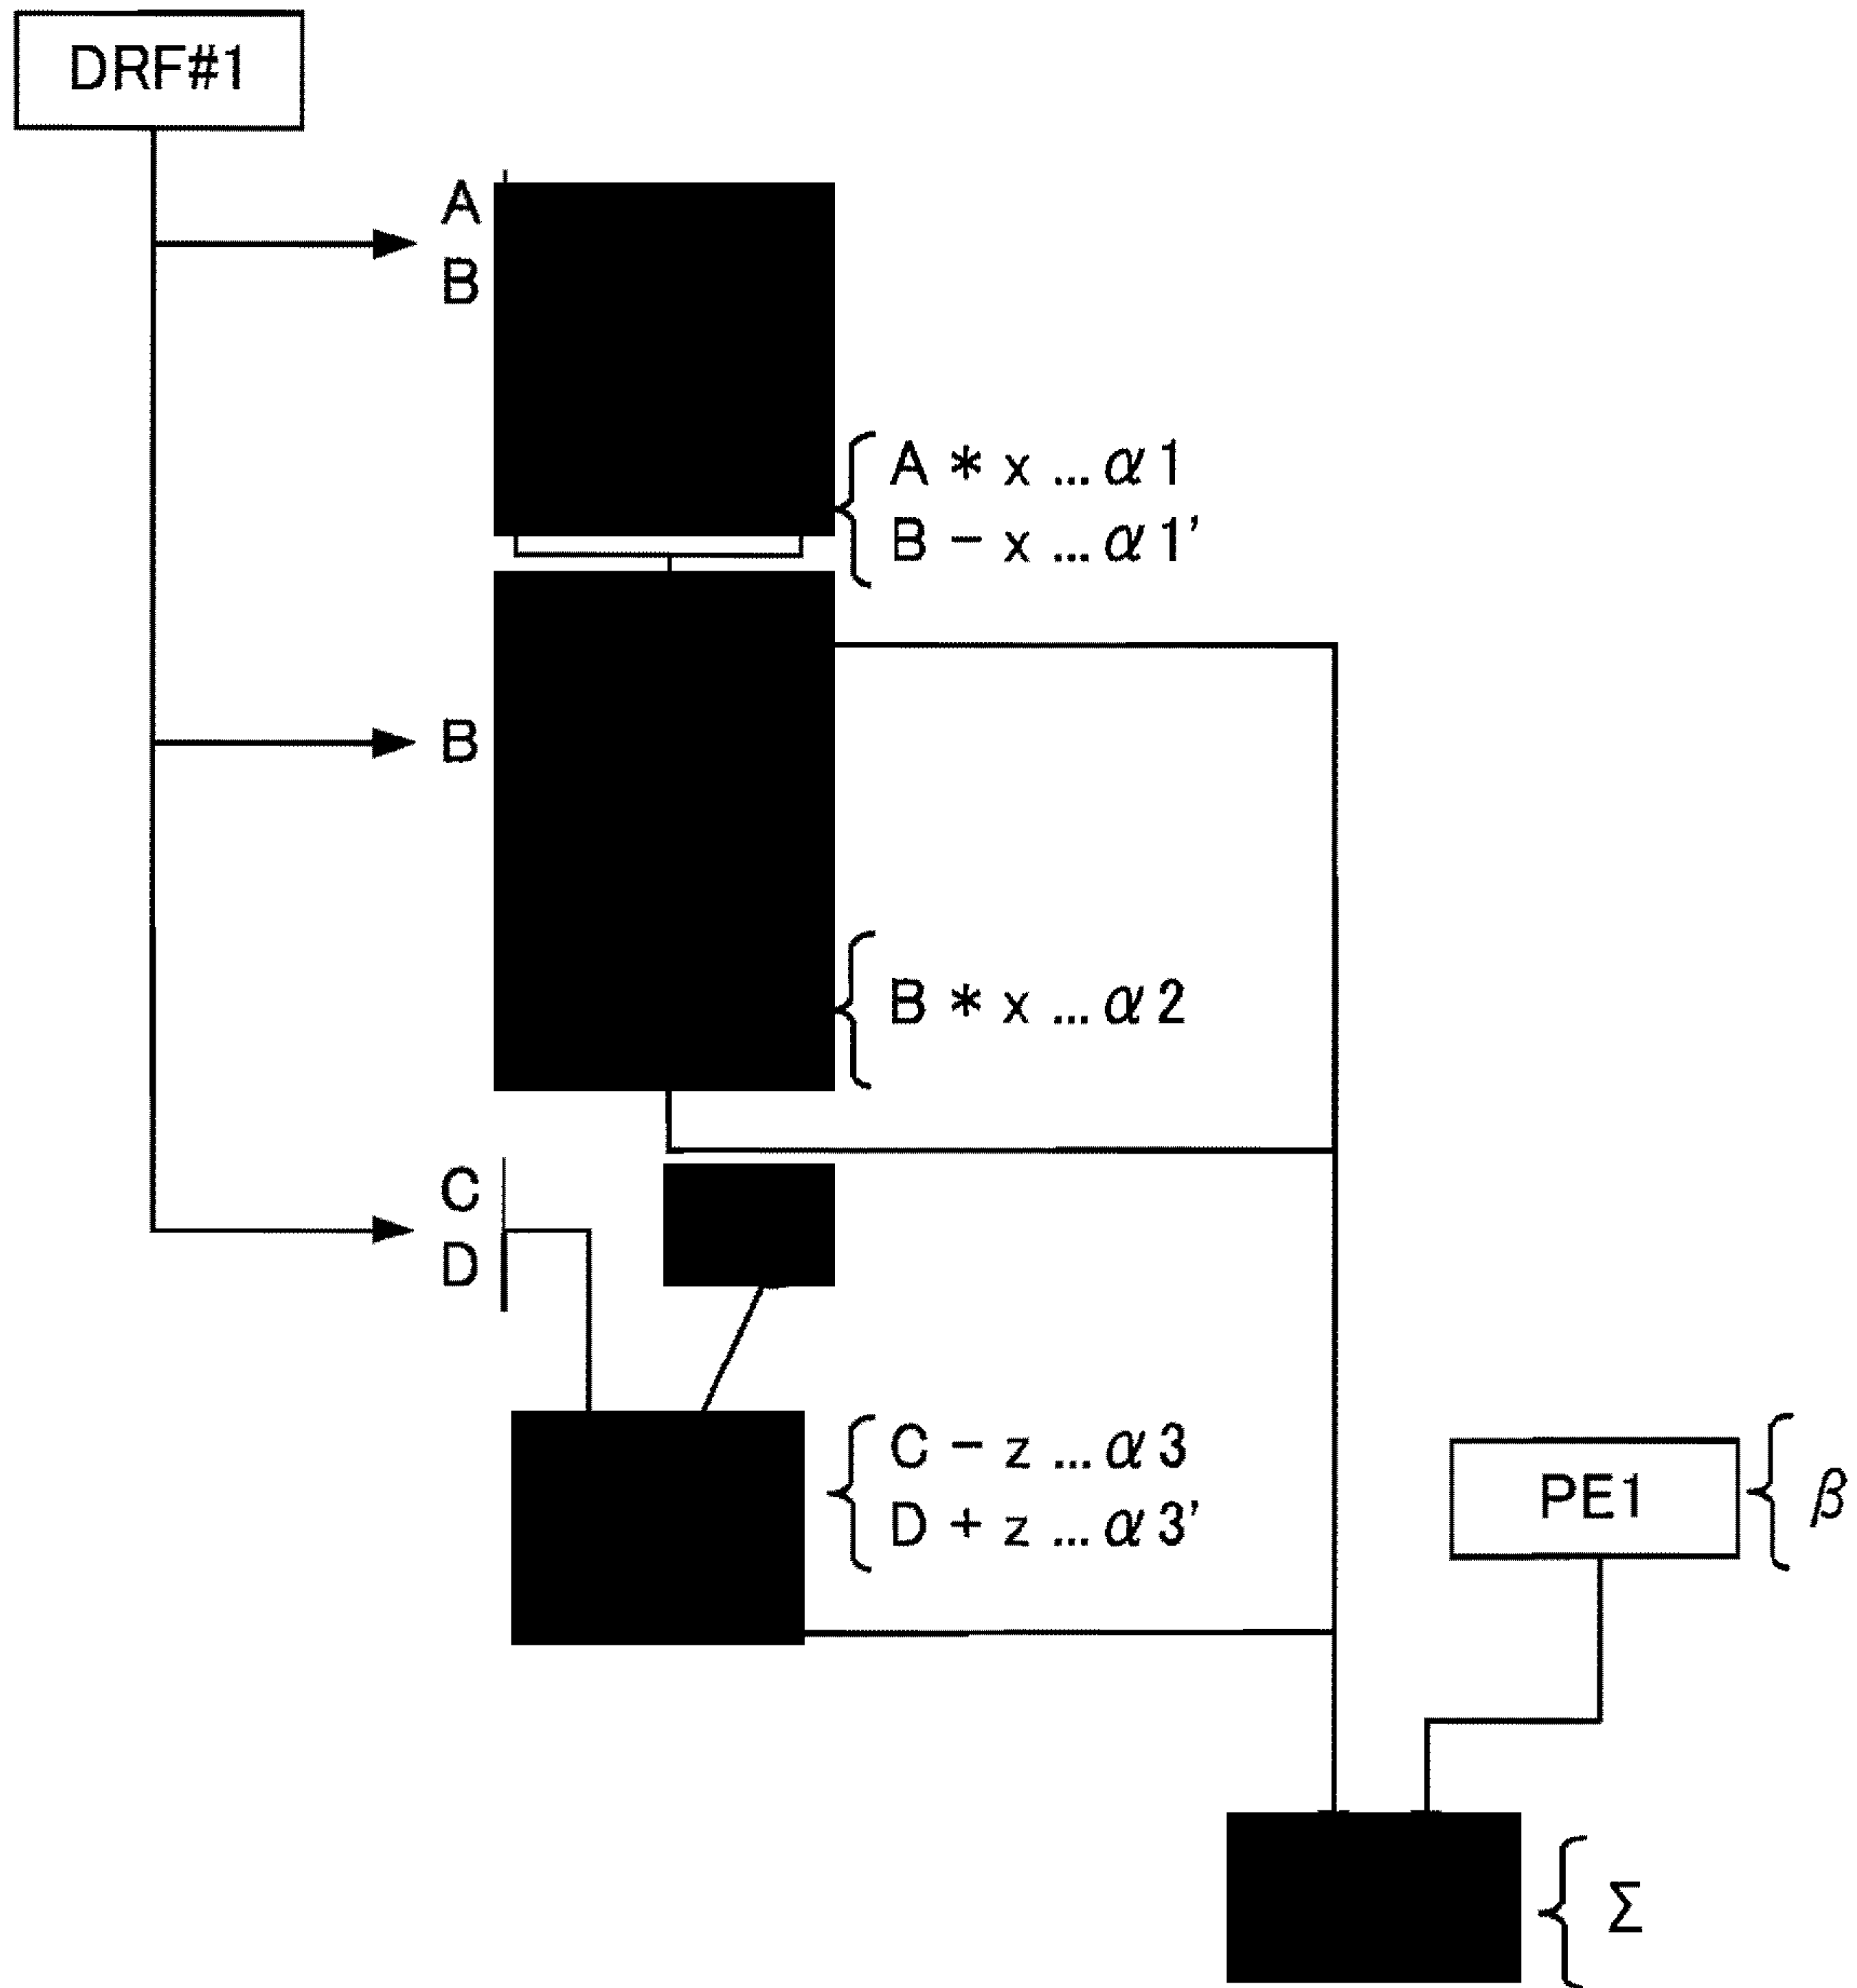 DRF#1
A
B
A * x ... α1
B - x ... α1'
B
B * x ... α2
C
D
C - z ... α3
D + z ... α3'
PE1
β
Σ